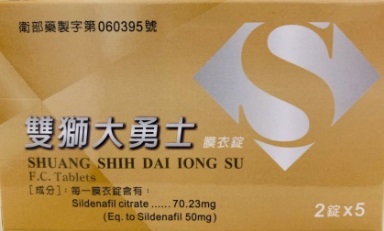 衛部藥製字第060395號
S
雙獅大勇士 膜衣錠
SHUANG SHIH DAI IONG SU
F.C. Tablets
[成分]：每一膜衣錠含有：
Sildenafil citrate ...... 70.23mg
(Eq. to Sildenafil 50mg)
2錠x5